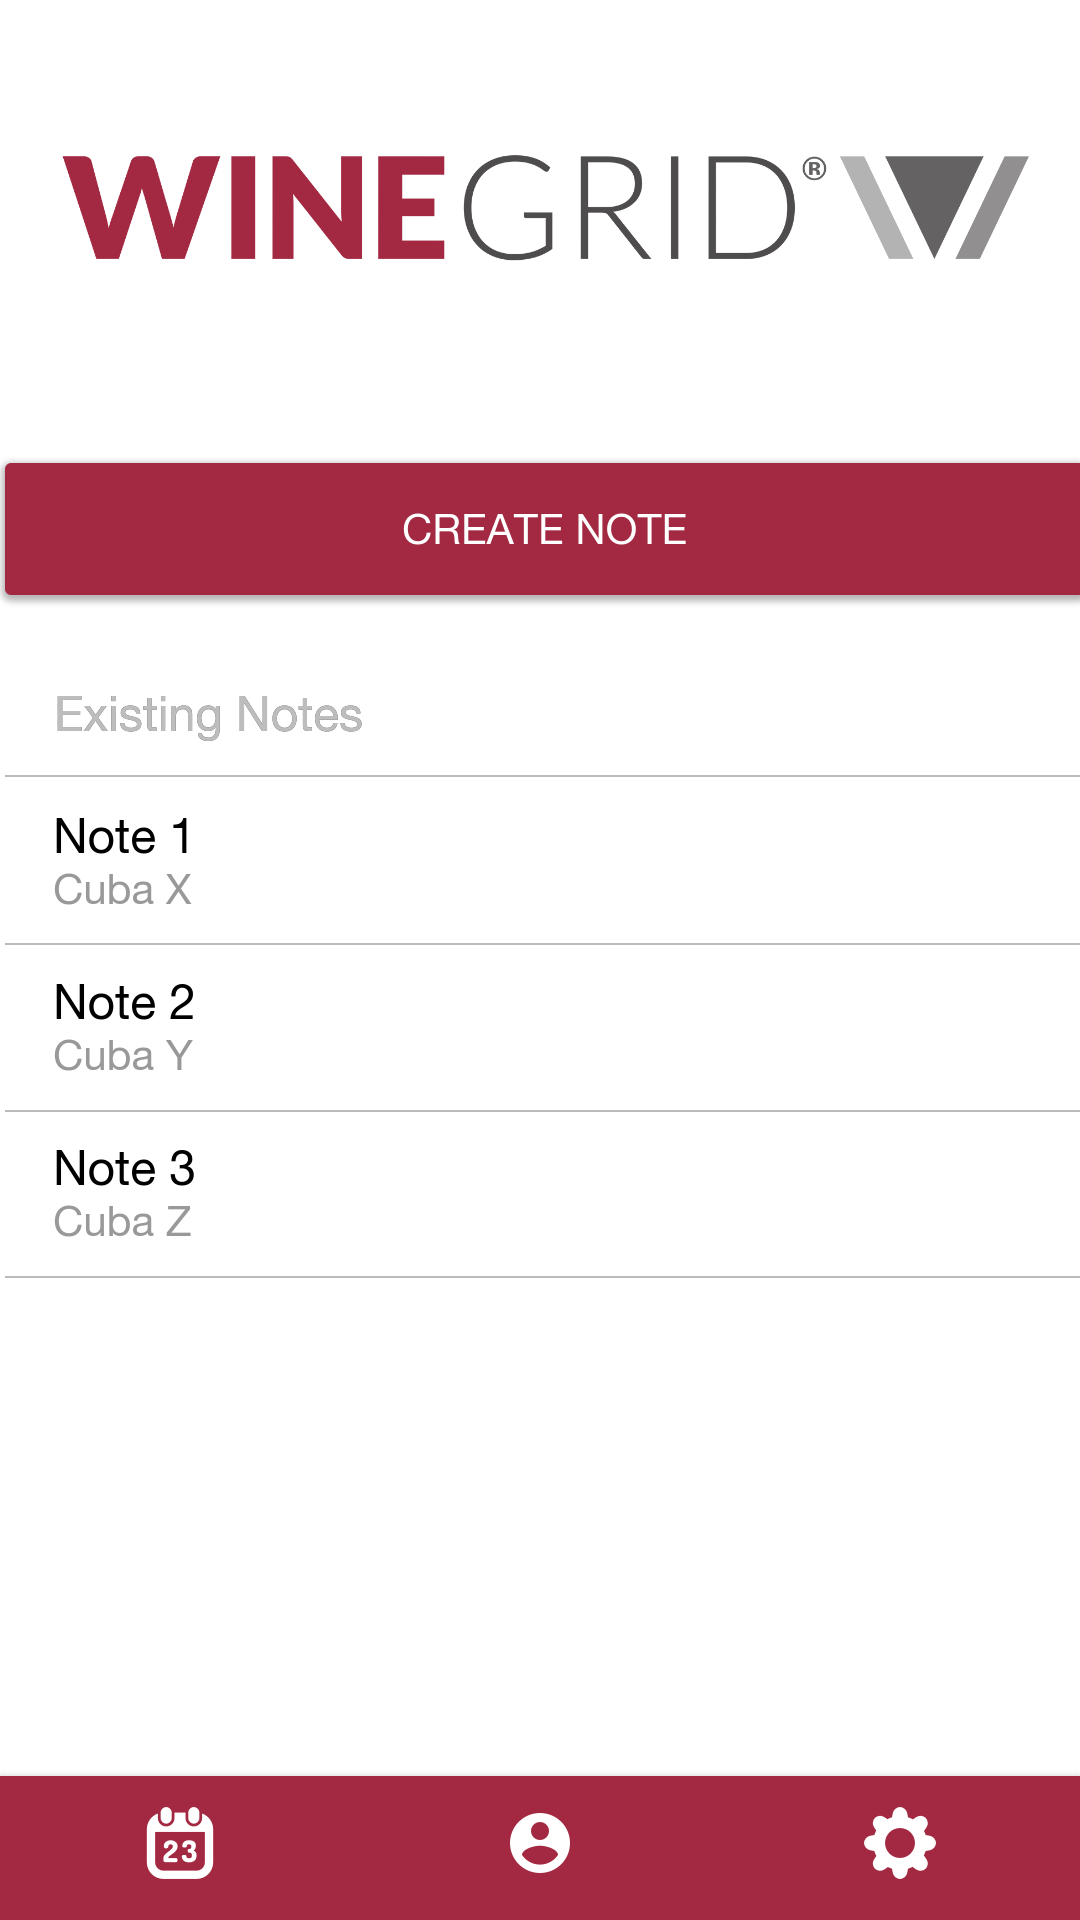 WINEGRID®
CREATE NOTE
Existing Notes
Note 1
Cuba X
Note 2
Cuba Y
Note 3
Cuba Z
23